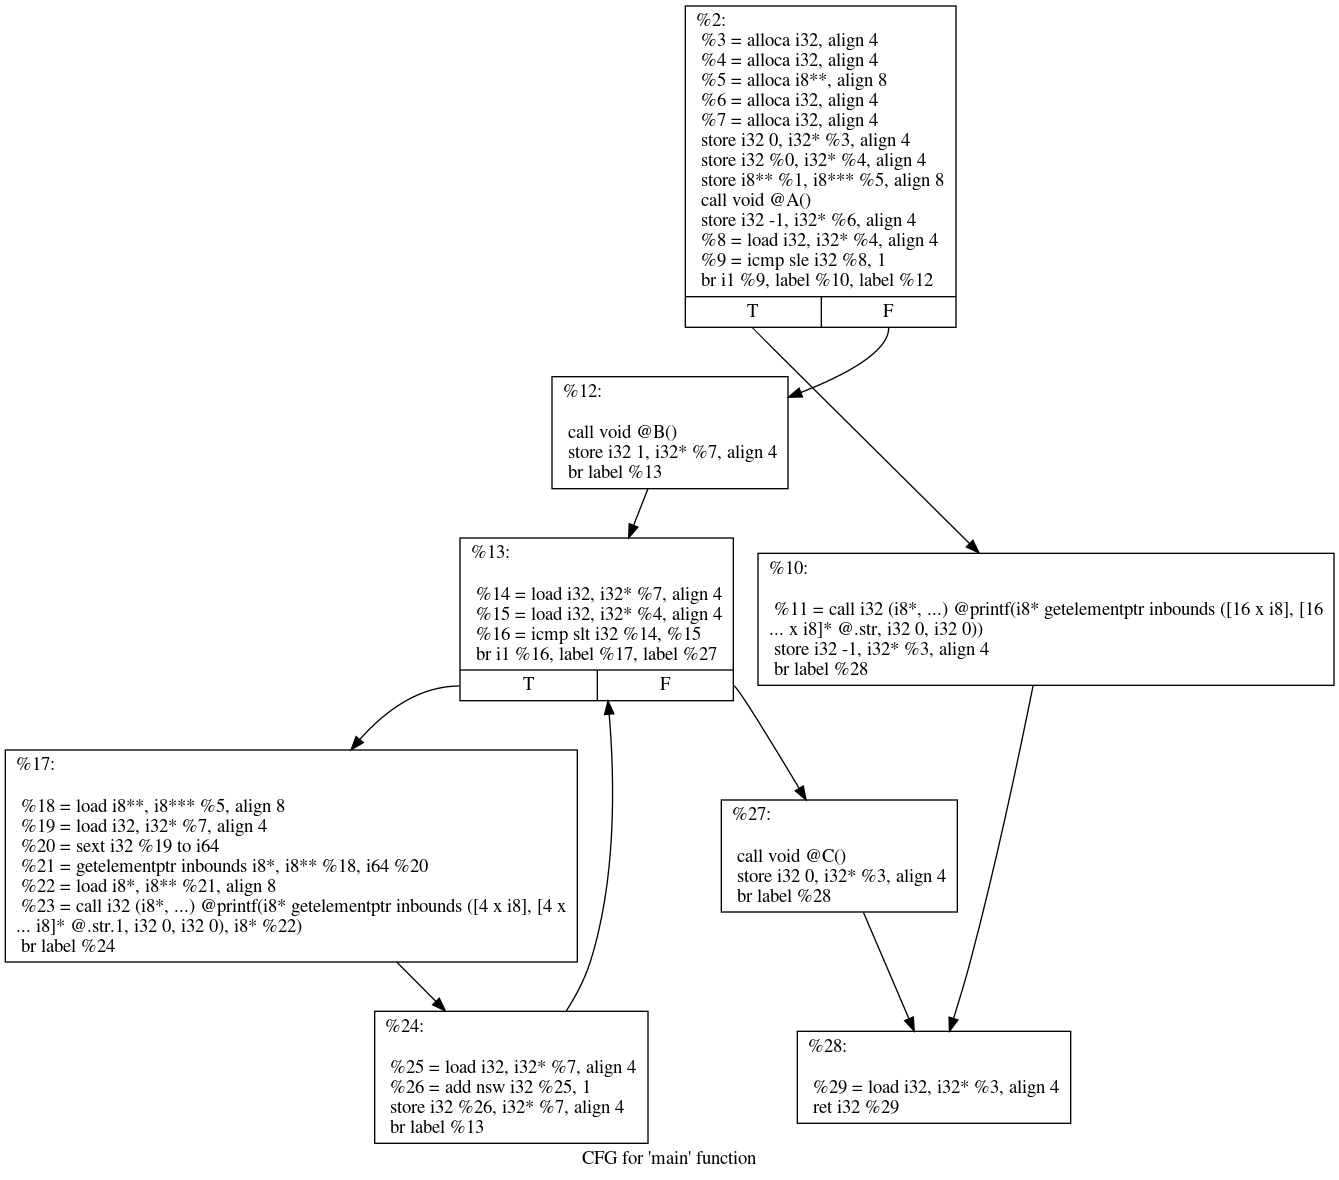 %2:
%3 = alloca i32, align 4
%4 = alloca i32, align 4
%5 = alloca i8**, align 8
%6 = alloca i32, align 4
%7 = alloca i32, align 4
store i32 0, i32* %3, align 4
store i32 %0, i32* %4, align 4
store i8** %1, i8*** %5, align 8
call void @A()
store i32 -1, i32* %6, align 4
%8 = load i32, i32* %4, align 4
%9 = icmp sle i32 %8, 1
br i1 %9, label %10, label %12
T
F
%12:
call void @B()
store i32 1, i32* %7, align 4
br label %13
%13:
%14 = load i32, i32* %7, align 4
%15 = load i32, i32* %4, align 4
%16 = icmp slt i32 %14, %15
br i1 %16, label %17, label %27
T
F
%10:
%11 = call i32 (i8*, ...) @printf(i8* getelementptr inbounds ([16 x i8], [16
... x i8]* @.str, i32 0, i32 0))
store i32 -1, i32* %3, align 4
br label %28
%17:
%18 = load i8**, i8*** %5, align 8
%19 = load i32, i32* %7, align 4
%20 = sext i32 %19 to i64
%21 = getelementptr inbounds i8*, i8** %18, i64 %20
%22 = load i8*, i8** %21, align 8
%23 = call i32 (i8*, ...) @printf(i8* getelementptr inbounds ([4 x i8], [4 x
... i8]* @.str.1, i32 0, i32 0), i8* %22)
br label %24
%27:
call void @C()
store i32 0, i32* %3, align 4
br label %28
%24:
%25 = load i32, i32* %7, align 4
%26 = add nsw i32 %25, 1
store i32 %26, i32* %7, align 4
br label %13
%28:
%29 = load i32, i32* %3, align 4
ret i32 %29
CFG for 'main' function